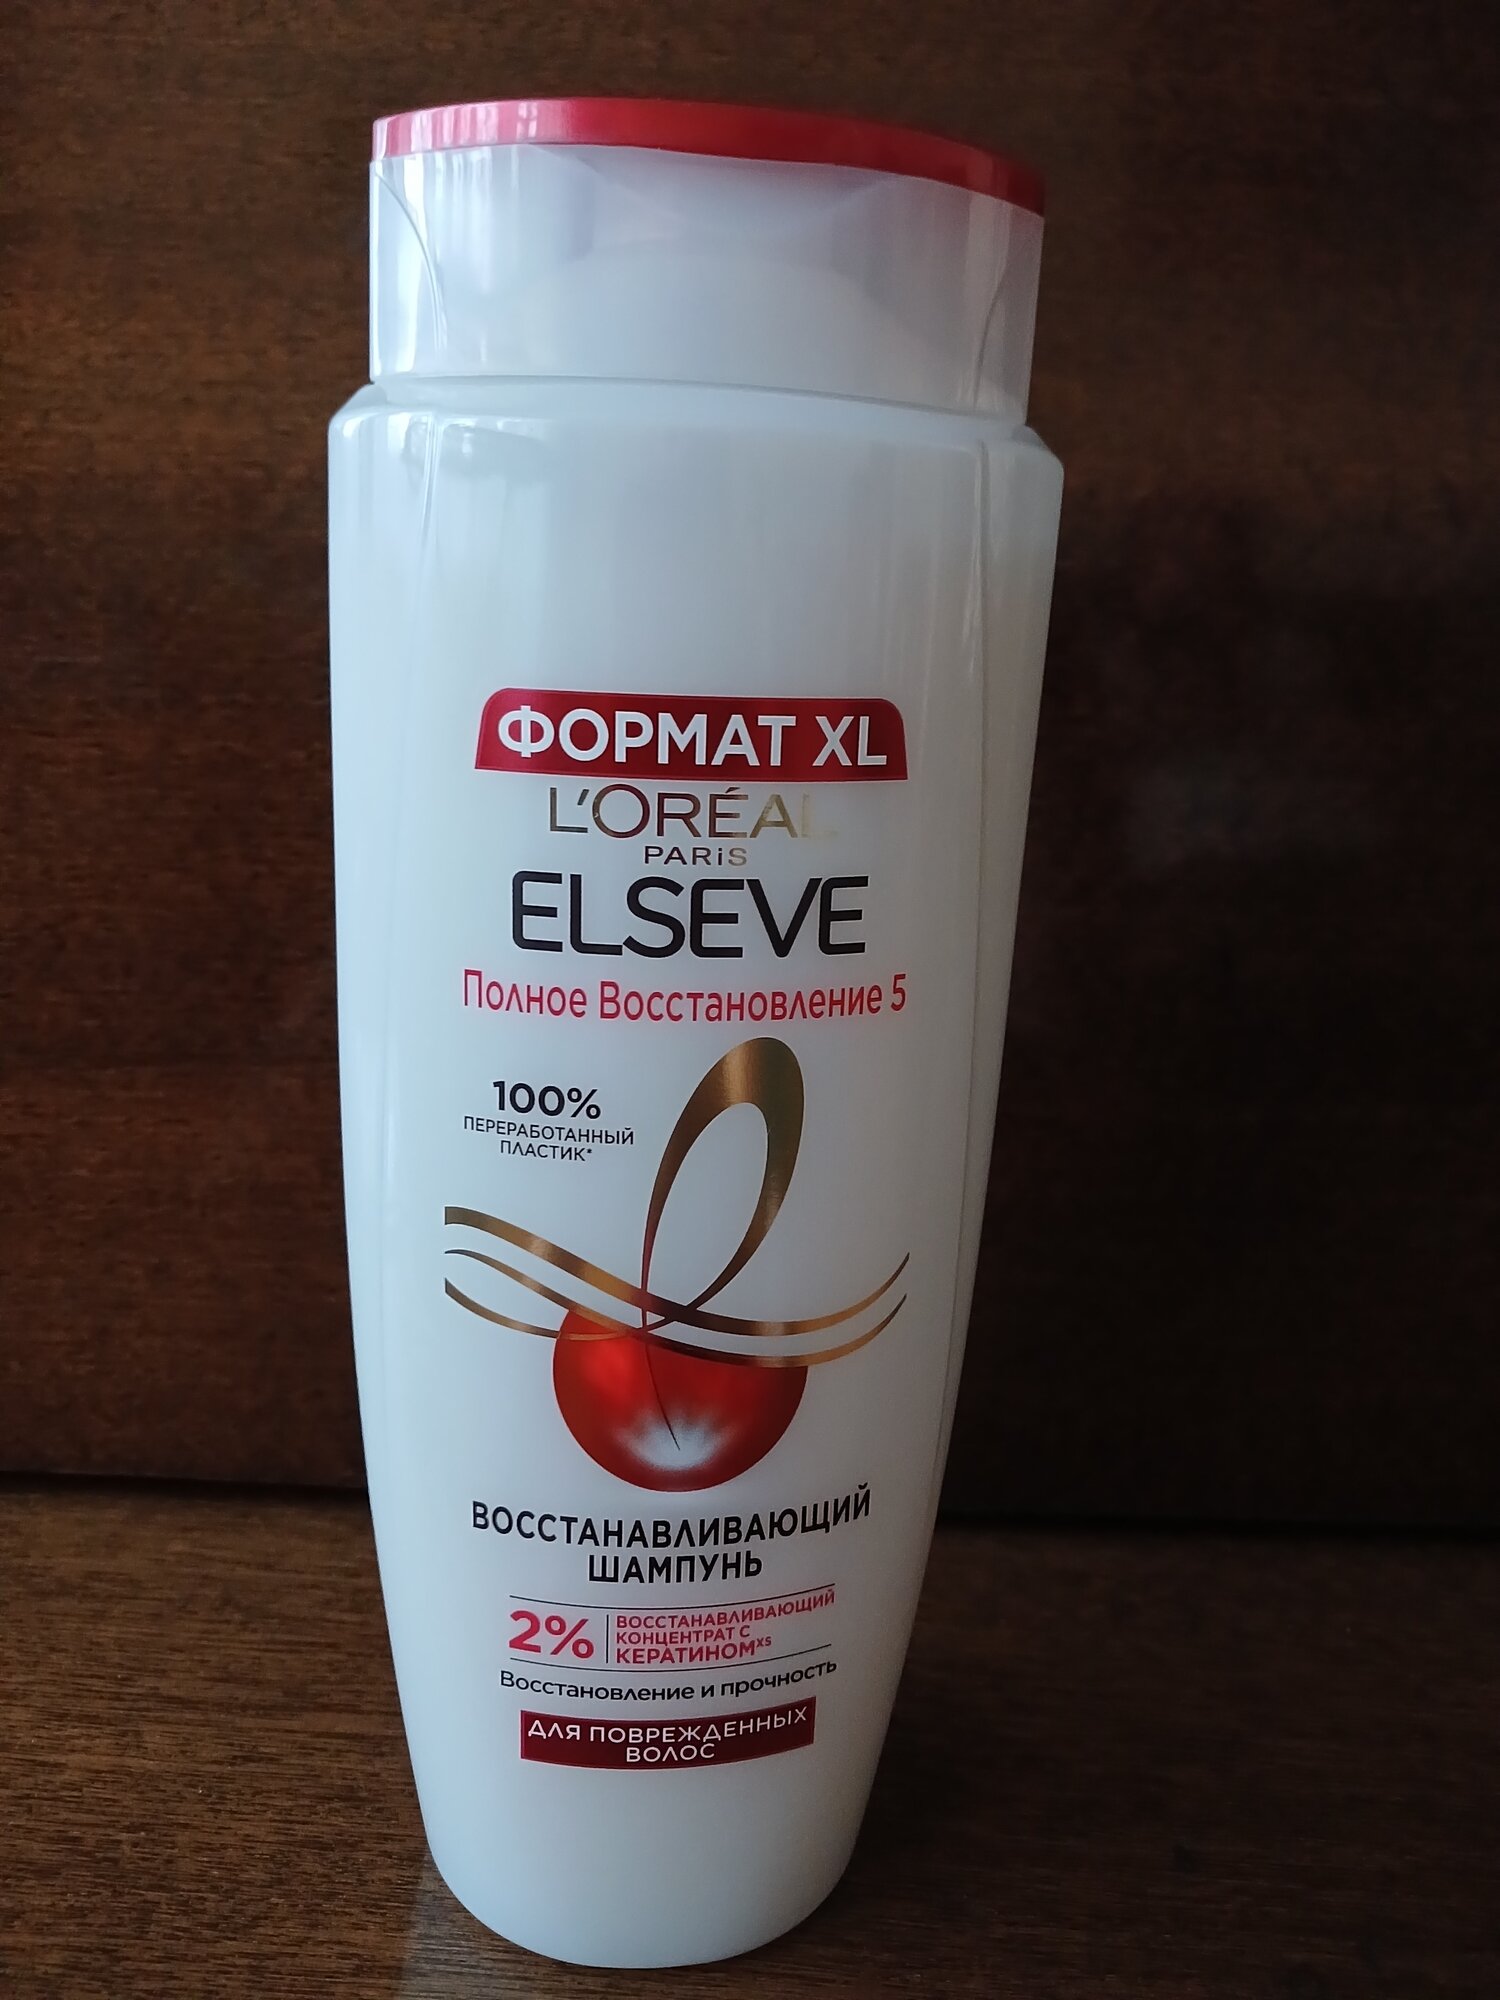 ФОРМАТ XL
L'ORÉAL
PARiS
ELSEVE
Полное Восстановление 5
100%
ПЕРЕРАБОТАННЫЙ
ПЛАСТИК*
ВОССТАНАВЛИВАЮЩИЙ
ШАМПУНЬ
2%
ВОССТАНАВЛИВАЮЩИЙ
КОНЦЕНТРАТ С
КЕРАТИНОМxs
Восстановление и прочность
ДЛЯ ПОВРЕЖДЕННЫХ
ВОЛОС